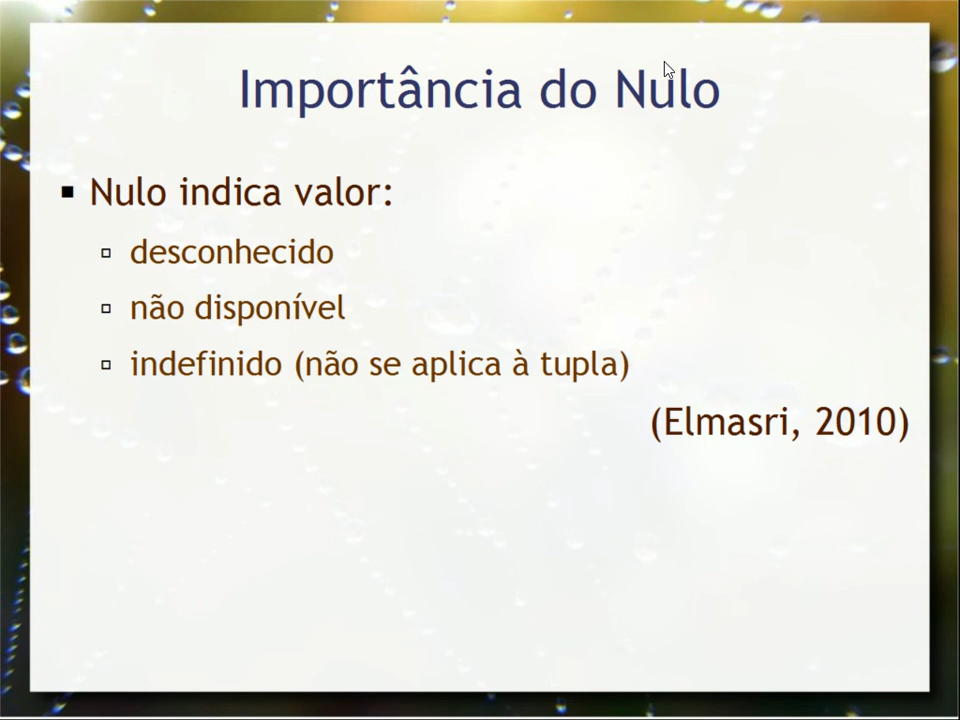 Importância do Nulo
Nulo indica valor:
desconhecido
não disponível
indefinido (não se aplica à tupla)
(Elmasri, 2010)